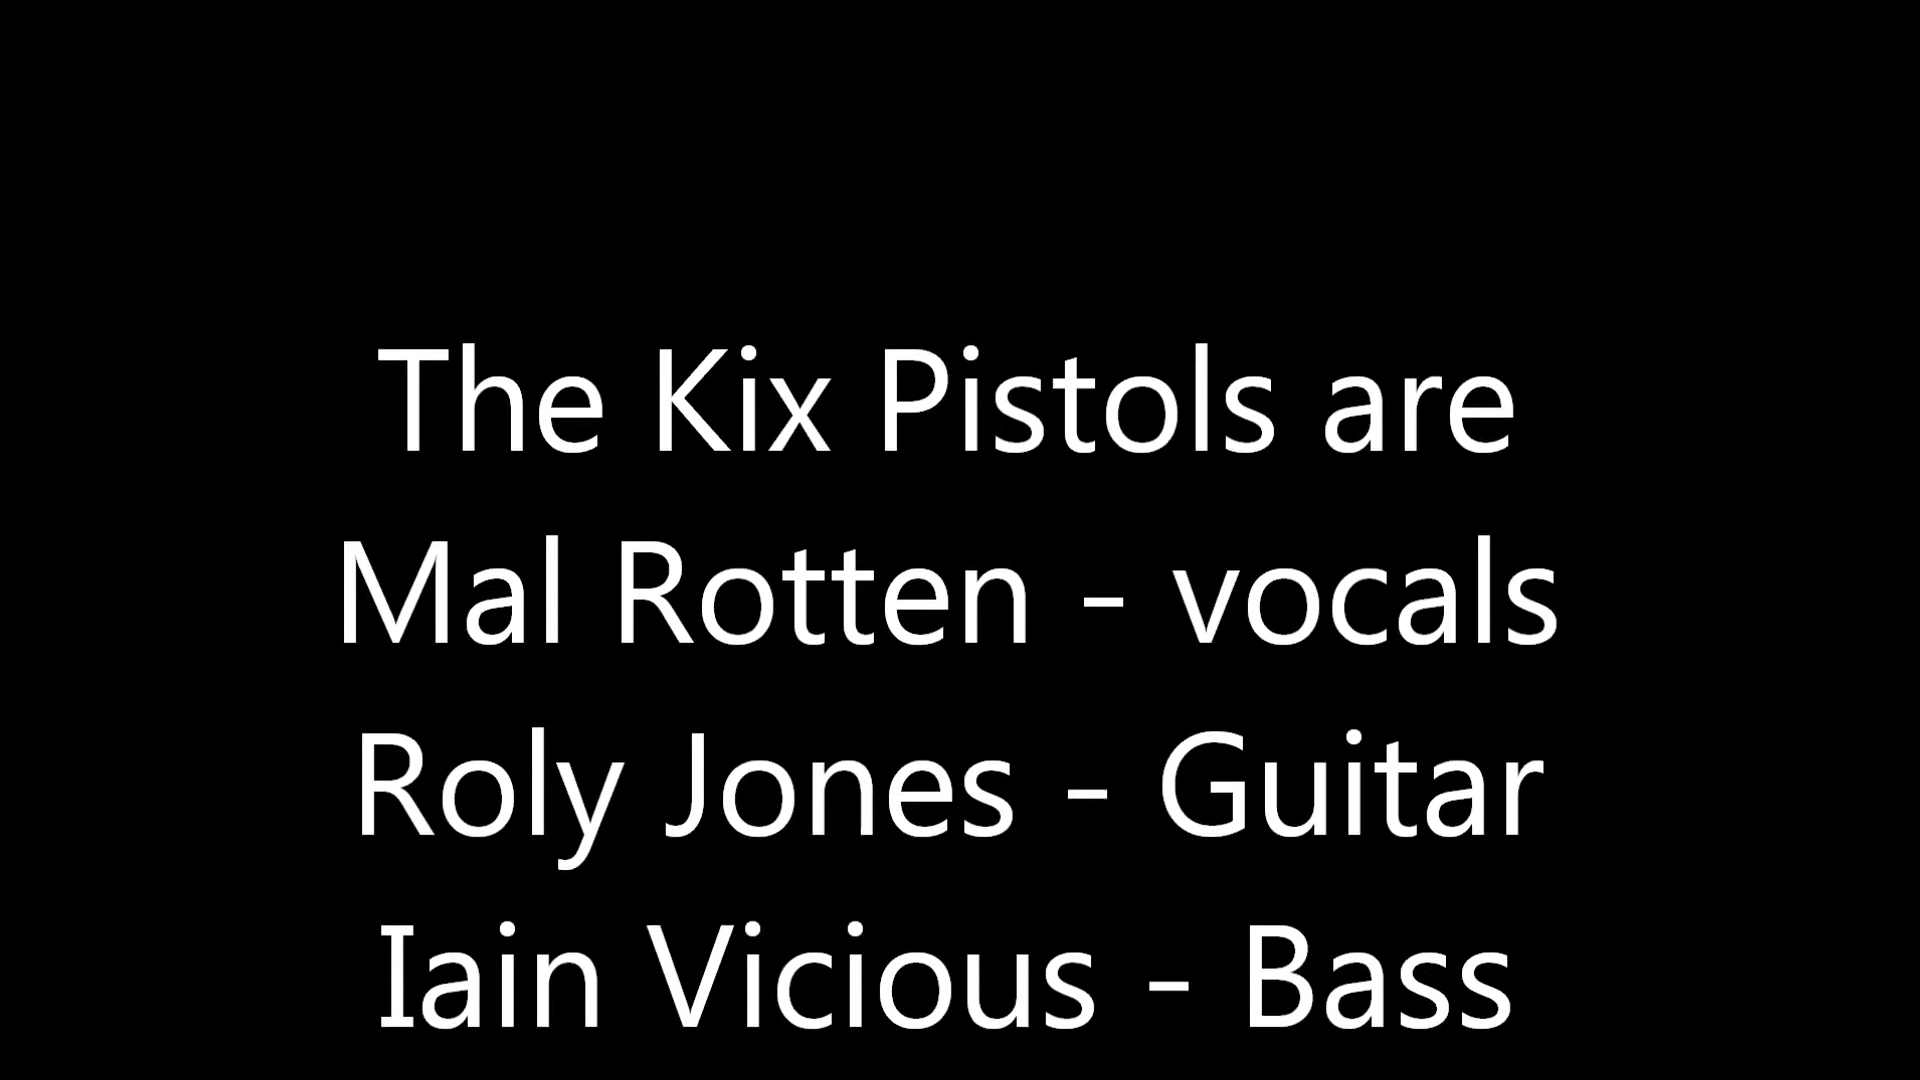 The Kix Pistols are
Mal Rotten - vocals
Roly Jones - Guitar
Iain Vicious - Bass